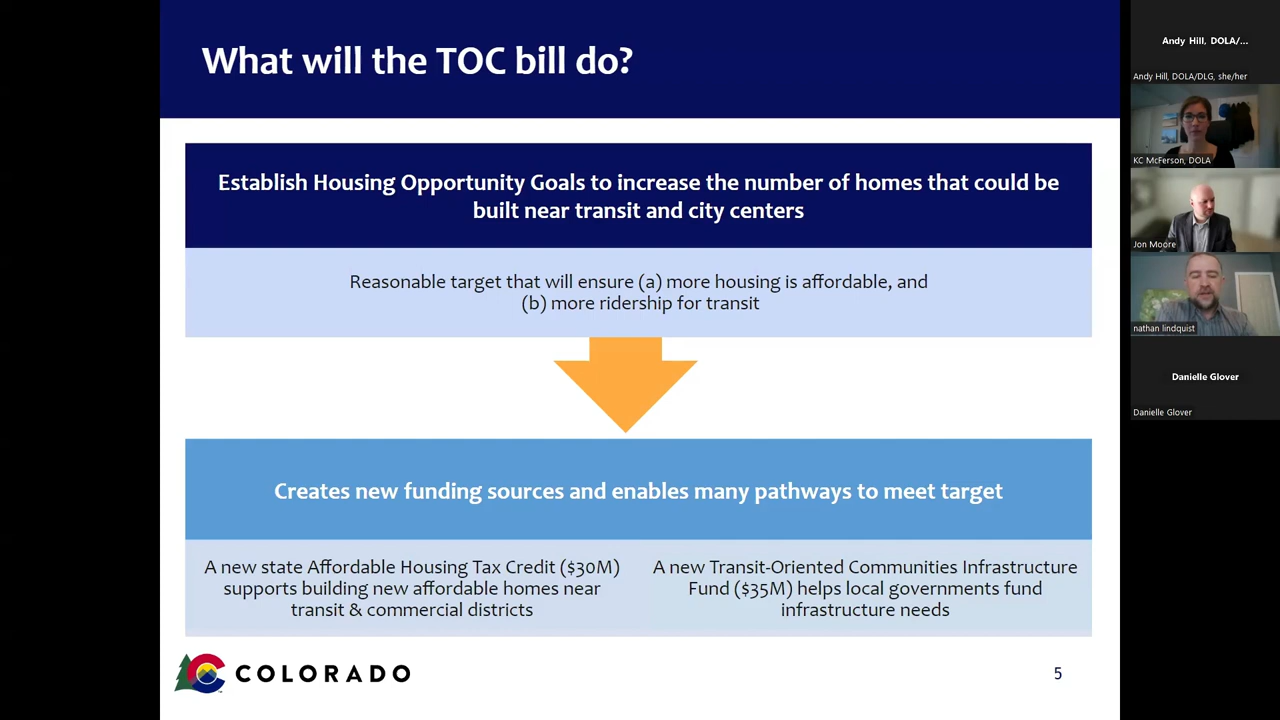 What will the TOC bill do?
Establish Housing Opportunity Goals to increase the number of homes that could be
built near transit and city centers
Reasonable target that will ensure (a) more housing is affordable, and
(b) more ridership for transit
Creates new funding sources and enables many pathways to meet target
A new state Affordable Housing Tax Credit ($30M)
supports building new affordable homes near
transit & commercial districts
A new Transit-Oriented Communities Infrastructure
Fund ($35M) helps local governments fund
infrastructure needs
COLORADO
5
Andy Hill, DOLA/...
Andy Hill, DOLA/DLG, she/her
KC McFerson, DOLA
Jon Moore
nathan lindquist
Danielle Glover
Danielle Glover